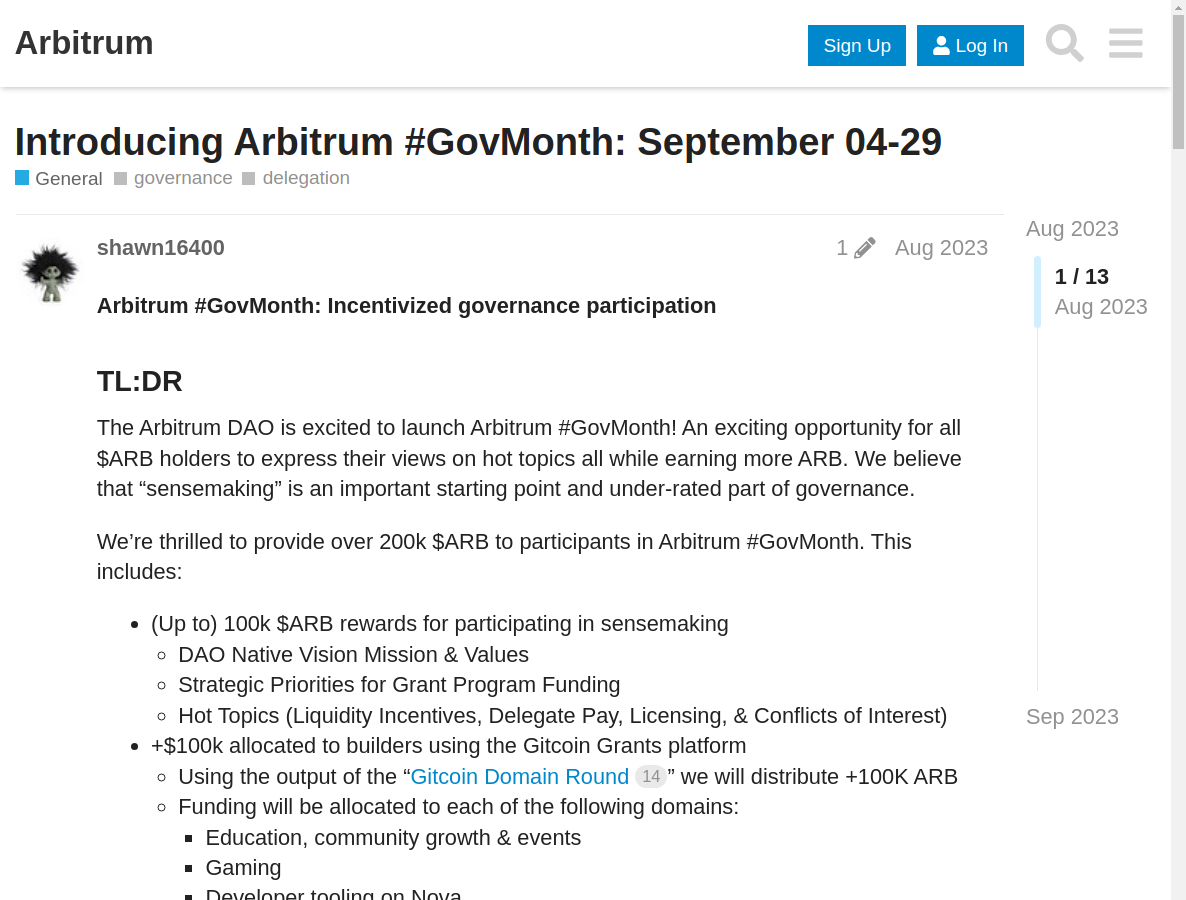 Arbitrum
Sign Up
Log In
Introducing Arbitrum #GovMonth: September 04-29
General governance delegation
shawn16400
1
Aug 2023
Arbitrum #GovMonth: Incentivized governance participation
TL:DR
The Arbitrum DAO is excited to launch Arbitrum #GovMonth! An exciting opportunity for all
$ARB holders to express their views on hot topics all while earning more ARB. We believe
that “sensemaking” is an important starting point and under-rated part of governance.
We’re thrilled to provide over 200k $ARB to participants in Arbitrum #GovMonth. This
includes:
(Up to) 100k $ARB rewards for participating in sensemaking
DAO Native Vision Mission & Values
Strategic Priorities for Grant Program Funding
Hot Topics (Liquidity Incentives, Delegate Pay, Licensing, & Conflicts of Interest)
+$100k allocated to builders using the Gitcoin Grants platform
Using the output of the “Gitcoin Domain Round 14” we will distribute +100K ARB
Funding will be allocated to each of the following domains:
Education, community growth & events
Gaming
Developer tooling on Nova
Aug 2023
1 / 13
Aug 2023
Sep 2023